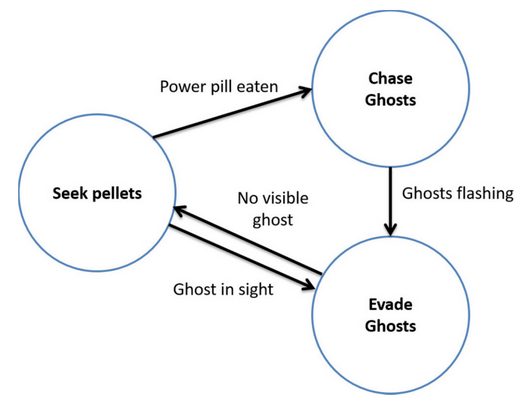 Power pill eaten
Chase
Ghosts
Seek pellets
Ghosts flashing
No visible
ghost
Ghost in sight
Evade
Ghosts